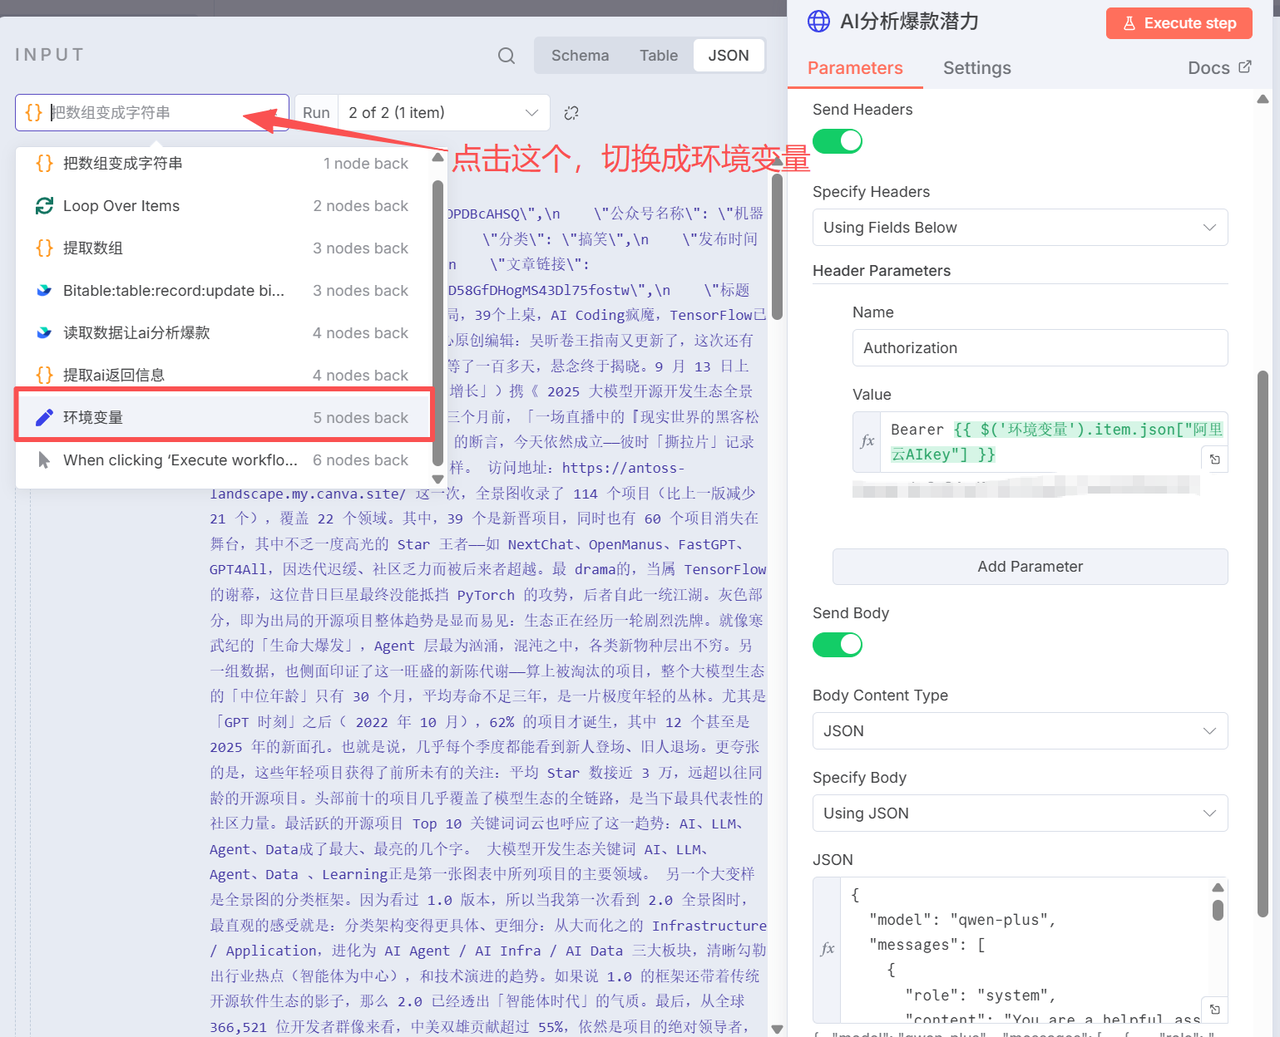 INPUT
Schema
Table
JSON
{} 把数组变成字符串
Run
2 of 2 (1 item)
点击这个，切换成环境变量
{} 把数组变成字符串 1 node back
Loop Over Items 2 nodes back
{} 提取数组 3 nodes back
Bitable:table:record:update bi... 3 nodes back
读取数据让ai分析爆款 4 nodes back
{} 提取ai返回信息 4 nodes back
环境变量 5 nodes back
When clicking ‘Execute workflo... 6 nodes back
DPDBcAHSQ\",\n    \"公众号名称\": \"机器
\"分类\": \"搞笑\",\n    \"发布时间
n    \"文章链接\":
D58GfDHogMS43Dl75fostw\",\n    \"标题
局，39个上桌，AI Coding疯魔，TensorFlow已
心原创编辑：吴昕卷王指南又更新了，这次还有
等了一百多天，悬念终于揭晓。9 月 13 日上
增长」）携《 2025 大模型开源开发生态全景
三个月前，「一场直播中的『现实世界的黑客松
的断言，今天依然成立——彼时「撕拉片」记录
样。 访问地址：https://antoss-
landscape.my.canva.site/ 这一次，全景图收录了 114 个项目（比上一版减少
21 个），覆盖 22 个领域。其中，39 个是新晋项目，同时也有 60 个项目消失在
舞台，其中不乏一度高光的 Star 王者——如 NextChat、OpenManus、FastGPT、
GPT4All，因迭代迟缓、社区乏力而被后来者超越。最 drama的，当属 TensorFlow
的谢幕，这位昔日巨星最终没能抵挡 PyTorch 的攻势，后者自此一统江湖。灰色部
分，即为出局的开源项目整体趋势是显而易见：生态正在经历一轮剧烈洗牌。就像寒
武纪的「生命大爆发」，Agent 层最为汹涌，混沌之中，各类新物种层出不穷。另
一组数据，也侧面印证了这一旺盛的新陈代谢——算上被淘汰的项目，整个大模型生态
的「中位年龄」只有 30 个月，平均寿命不足三年，是一片极度年轻的丛林。尤其是
「GPT 时刻」之后（ 2022 年 10 月），62% 的项目才诞生，其中 12 个甚至是
2025 年的新面孔。也就是说，几乎每个季度都能看到新人登场、旧人退场。更夸张
的是，这些年轻项目获得了前所未有的关注：平均 Star 数接近 3 万，远超以往同
龄的开源项目。头部前十的项目几乎覆盖了模型生态的全链路，是当下最具代表性的
社区力量。最活跃的开源项目 Top 10 关键词词云也呼应了这一趋势：AI、LLM、
Agent、Data成了最大、最亮的几个字。 大模型开发生态关键词 AI、LLM、
Agent、Data 、Learning正是第一张图表中所列项目的主要领域。 另一个大变样
是全景图的分类框架。因为看过 1.0 版本，所以当我第一次看到 2.0 全景图时，
最直观的感受就是：分类架构变得更具体、更细分：从大而化之的 Infrastructure
/ Application，进化为 AI Agent / AI Infra / AI Data 三大板块，清晰勾勒
出行业热点（智能体为中心），和技术演进的趋势。如果说 1.0 的框架还带着传统
开源软件生态的影子，那么 2.0 已经透出「智能体时代」的气质。最后，从全球
366,521 位开发者群像来看，中美双雄贡献超过 55%，依然是项目的绝对领导者，
AI分析爆款潜力
Execute step
Parameters
Settings
Docs
Send Headers
Specify Headers
Using Fields Below
Header Parameters
Name
Authorization
Value
fx
Bearer {{ $('环境变量').item.json["阿里
云AIkey"] }}
Add Parameter
Send Body
Body Content Type
JSON
Specify Body
Using JSON
JSON
fx
{
"model": "qwen-plus",
"messages": [
{
"role": "system",
"content": "You are a helpful ass